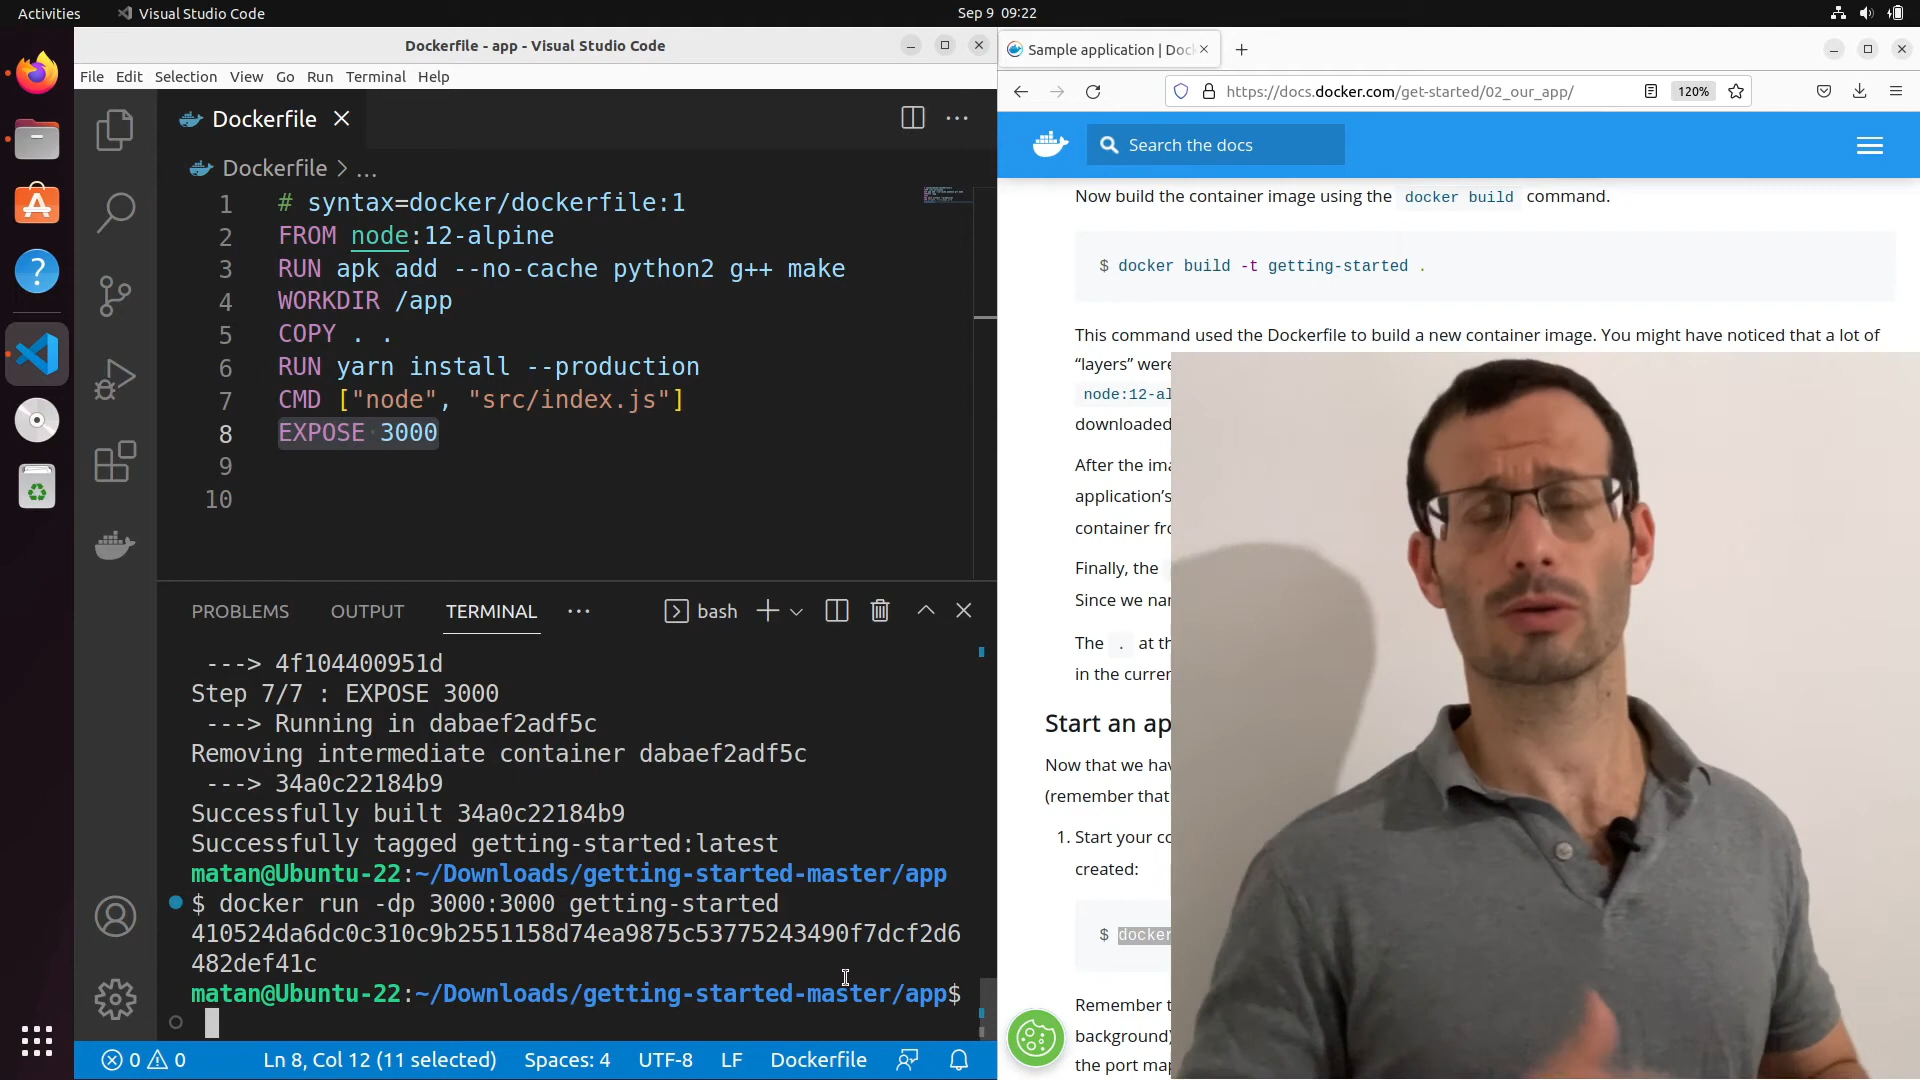 Activities
Visual Studio Code
Sep 9 09:22
Dockerfile - app - Visual Studio Code
File Edit Selection View Go Run Terminal Help
Dockerfile
Dockerfile > ...
1 # syntax=docker/dockerfile:1
2 FROM node:12-alpine
3 RUN apk add --no-cache python2 g++ make
4 WORKDIR /app
5 COPY . .
6 RUN yarn install --production
7 CMD ["node", "src/index.js"]
8 EXPOSE 3000
9
10
PROBLEMS OUTPUT TERMINAL ··· bash
---> 4f104400951d
Step 7/7 : EXPOSE 3000
---> Running in dabaef2adf5c
Removing intermediate container dabaef2adf5c
---> 34a0c22184b9
Successfully built 34a0c22184b9
Successfully tagged getting-started:latest
matan@Ubuntu-22:~/Downloads/getting-started-master/app
$ docker run -dp 3000:3000 getting-started
410524da6dc0c310c9b2551158d74ea9875c53775243490f7dcf2d6
482def41c
matan@Ubuntu-22:~/Downloads/getting-started-master/app$
0 0 Ln 8, Col 12 (11 selected) Spaces: 4 UTF-8 LF Dockerfile
Sample application | Doc
https://docs.docker.com/get-started/02_our_app/ 120%
Search the docs
Now build the container image using the docker build command.
$ docker build -t getting-started .
This command used the Dockerfile to build a new container image. You might have noticed that a lot of
“layers” were
node:12-al
downloaded
After the ima
application’s
container fro
Finally, the
Since we nam
The . at th
in the curren
Start an ap
Now that we hav
(remember that
1. Start your co
created:
$ docker
Remember t
background)
the port map